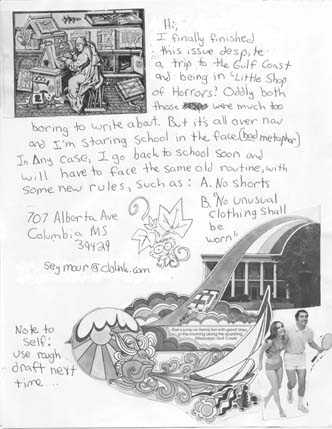 Hi,
I finally finished
this issue despite
a trip to the Gulf Coast
and being in "Little Shop
of Horrors? Oddly both
those were much too
boring to write about. But it's all over nav
and I'm staring school in the face (bad metaphor)
In Any case, I go back to school soon and
will have to face the same old routine, with
some new rules, such as: A. No shorts
B. "No unusual
clothing shall
be
worn"
707 Alberta Ave
Columbia MS
39429
seymour@cblink.com
Get a jump on family fun with great days
in the morning along the sparkling
Mississippi Gulf Coast!
Note to
self:
use rough
draft next
time....